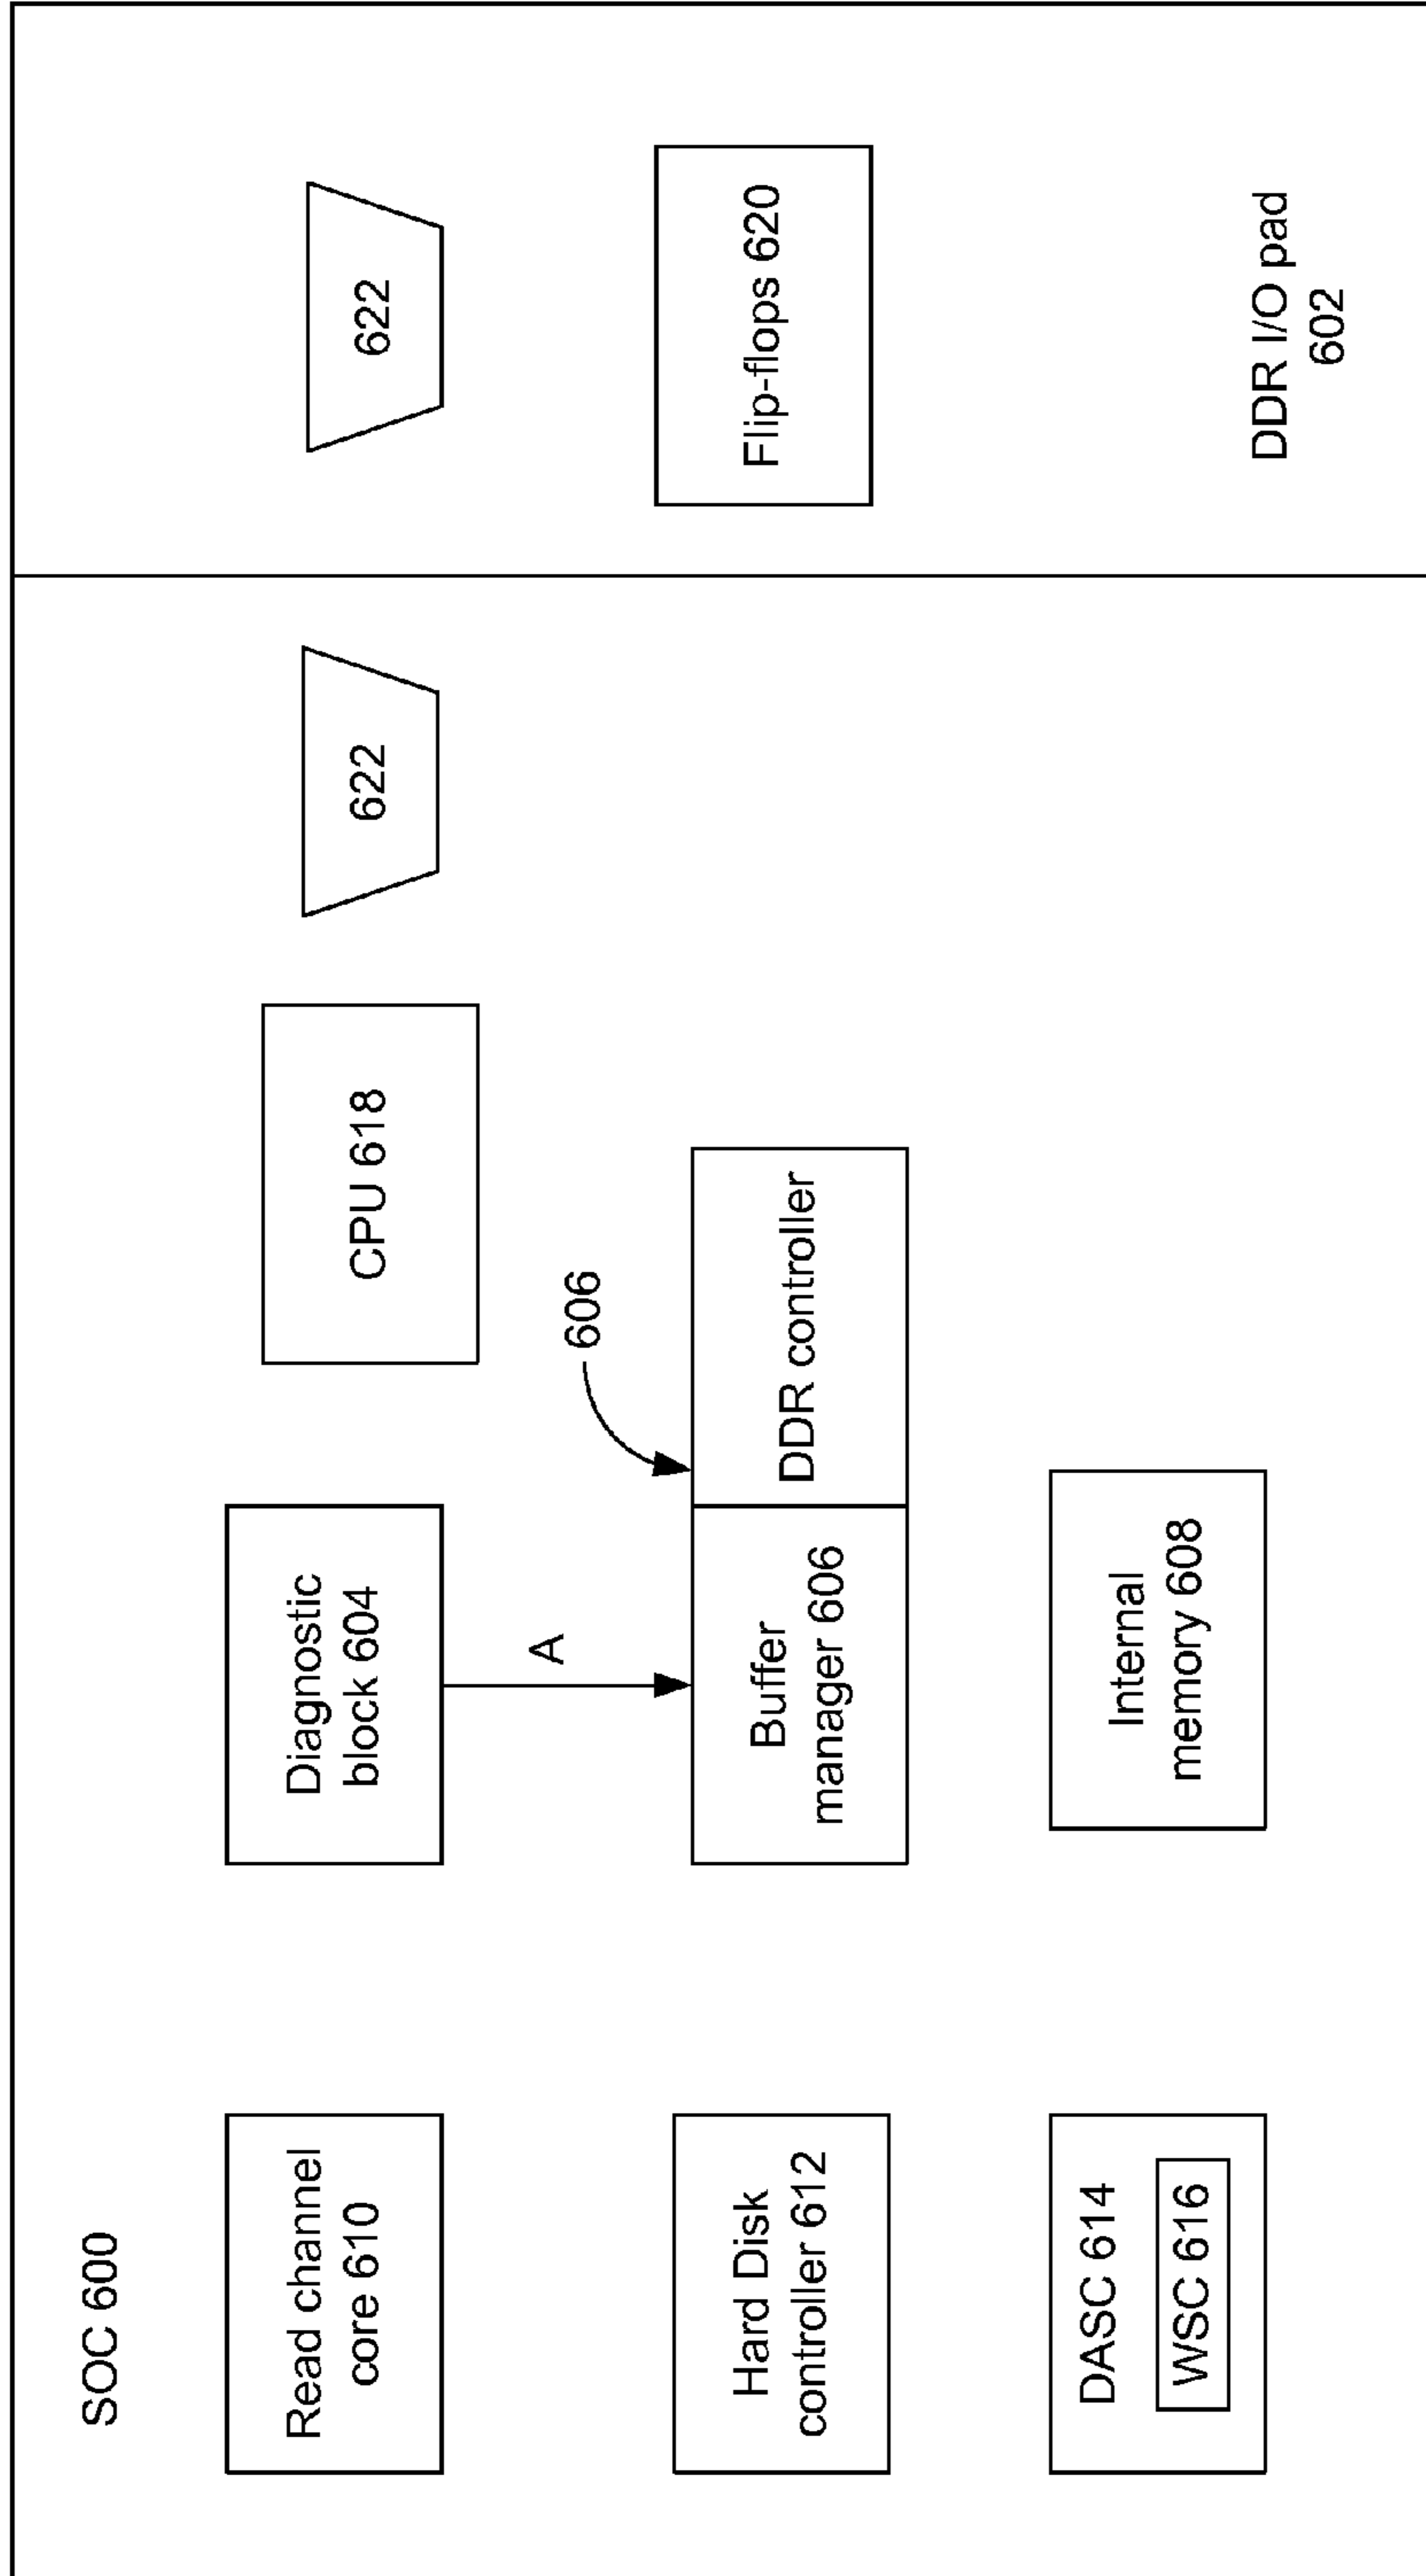 SOC 600
Read channel
core 610
Diagnostic
block 604
CPU 618
622
622
A
606
Hard Disk
controller 612
Buffer
manager 606
DDR controller
Flip-flops 620
DASC 614
WSC 616
Internal
memory 608
DDR I/O pad
602